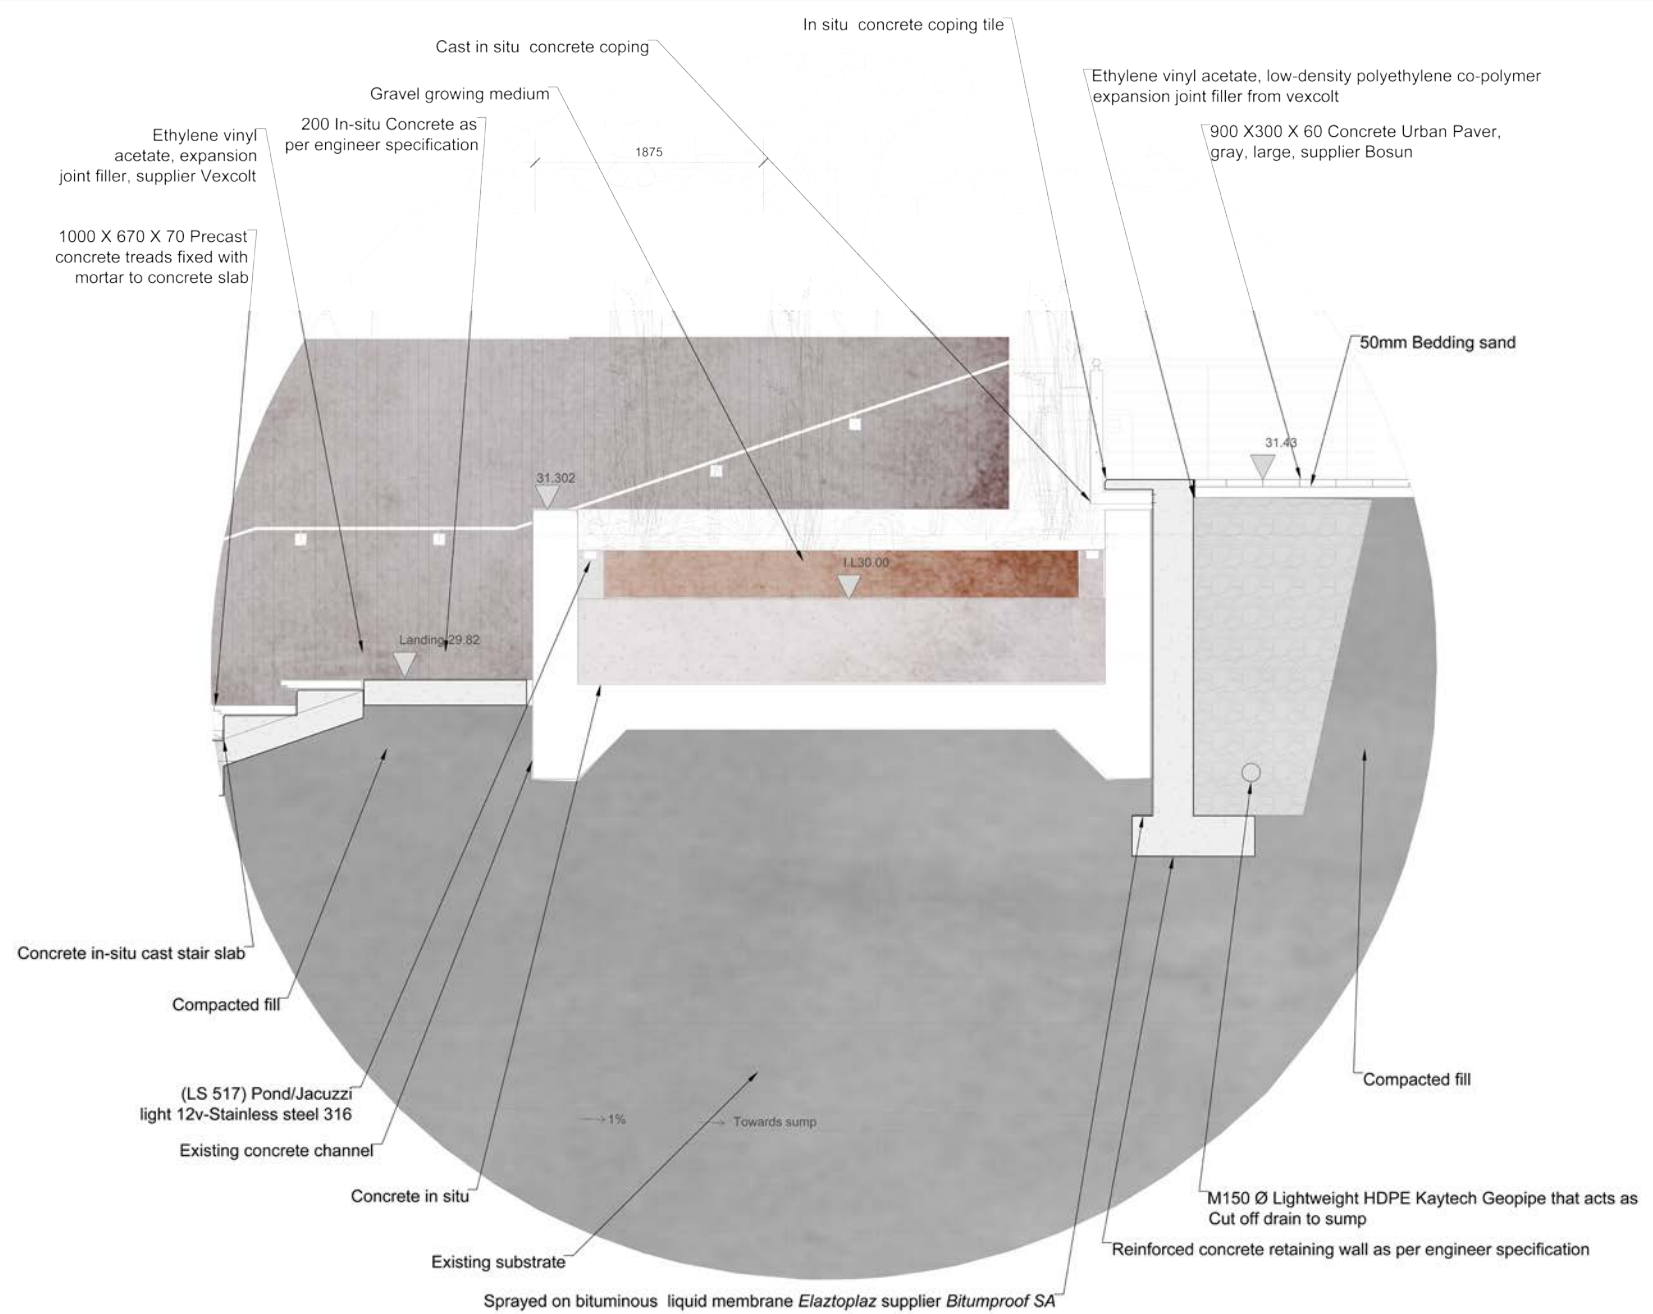 In situ concrete coping tile
Cast in situ concrete coping
Ethylene vinyl acetate, low-density polyethylene co-polymer
expansion joint filler from vexcolt
Gravel growing medium
200 In-situ Concrete as
per engineer specification
Ethylene vinyl
acetate, expansion
joint filler, supplier Vexcolt
900 X300 X 60 Concrete Urban Paver,
gray, large, supplier Bosun
1875
1000 X 670 X 70 Precast
concrete treads fixed with
mortar to concrete slab
50mm Bedding sand
31.43
31.302
I.L30.00
Landing 29.82
Concrete in-situ cast stair slab
Compacted fill
Compacted fill
(LS 517) Pond/Jacuzzi
light 12v-Stainless steel 316
1%
Towards sump
Existing concrete channel
Concrete in situ
M150 Ø Lightweight HDPE Kaytech Geopipe that acts as
Cut off drain to sump
Reinforced concrete retaining wall as per engineer specification
Existing substrate
Sprayed on bituminous liquid membrane Elaztoplaz supplier Bitumproof SA